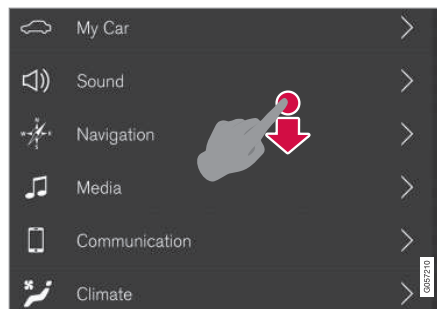 My Car
Sound
Navigation
Media
Communication
Climate
G057210